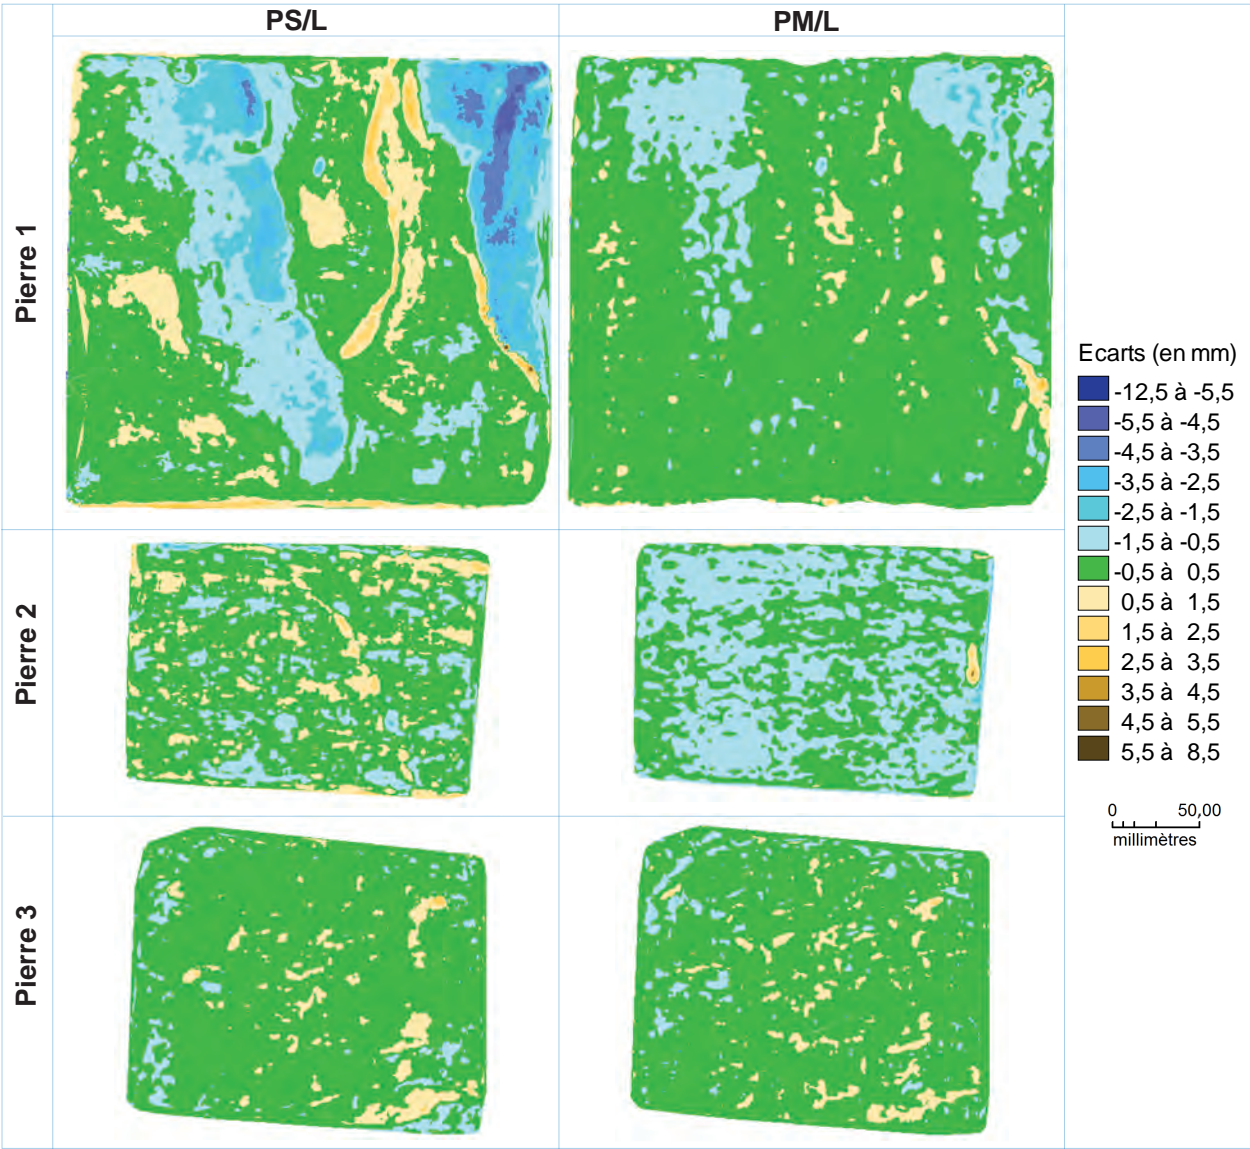 PS/L
PM/L
Pierre 1
Pierre 2
Pierre 3
Ecarts (en mm)
-12,5 à -5,5
-5,5 à -4,5
-4,5 à -3,5
-3,5 à -2,5
-2,5 à -1,5
-1,5 à -0,5
-0,5 à 0,5
0,5 à 1,5
1,5 à 2,5
2,5 à 3,5
3,5 à 4,5
4,5 à 5,5
5,5 à 8,5
0 50,00
millimètres